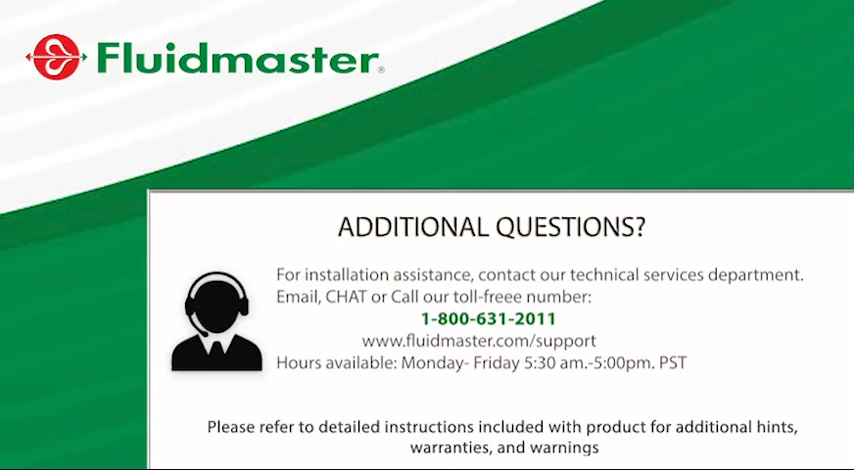 Fluidmaster®
ADDITIONAL QUESTIONS?
For installation assistance, contact our technical services department.
Email, CHAT or Call our toll-freee number:
1-800-631-2011
www.fluidmaster.com/support
Hours available: Monday- Friday 5:30 am.-5:00pm. PST
Please refer to detailed instructions included with product for additional hints,
warranties, and warnings